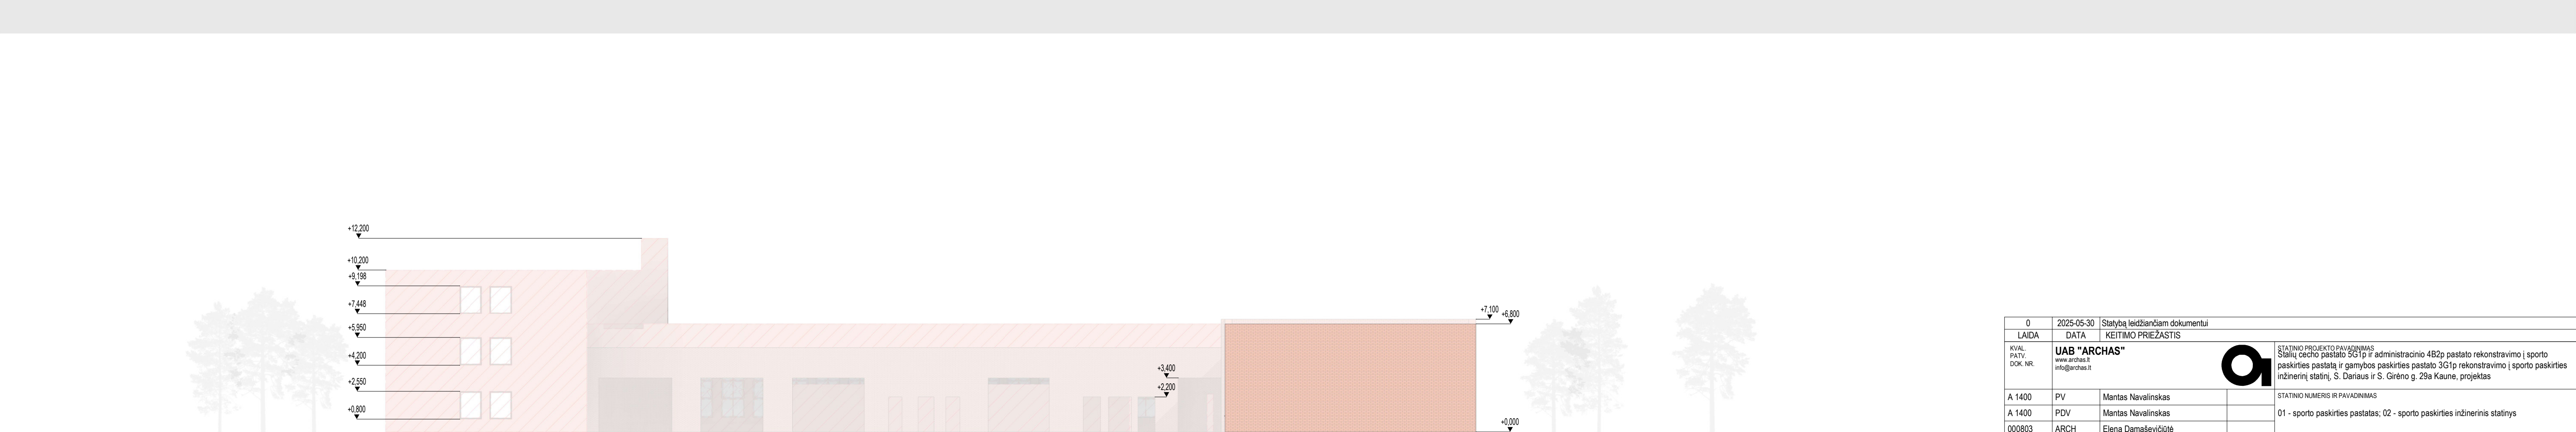 +12,200
+10,200
+9,198
+7,448
+5,950
+4,200
+2,550
+0,800
+3,400
+2,200
+7,100
+6,800
+0,000
0 2025-05-30 Statybą leidžiančiam dokumentui
LAIDA DATA KEITIMO PRIEŽASTIS
KVAL.
PATV.
DOK. NR.
UAB "ARCHAS"
www.archas.lt
info@archas.lt
STATINIO PROJEKTO PAVADINIMAS
Stalių cecho pastato 5G1p ir administracinio 4B2p pastato rekonstravimo į sporto
paskirties pastatą ir gamybos paskirties pastato 3G1p rekonstravimo į sporto paskirties
inžinerinį statinį, S. Dariaus ir S. Girėno g. 29a Kaune, projektas
A 1400 PV Mantas Navalinskas
STATINIO NUMERIS IR PAVADINIMAS
A 1400 PDV Mantas Navalinskas
01 - sporto paskirties pastatas; 02 - sporto paskirties inžinerinis statinys
000803 ARCH Elena Damaševičiūtė